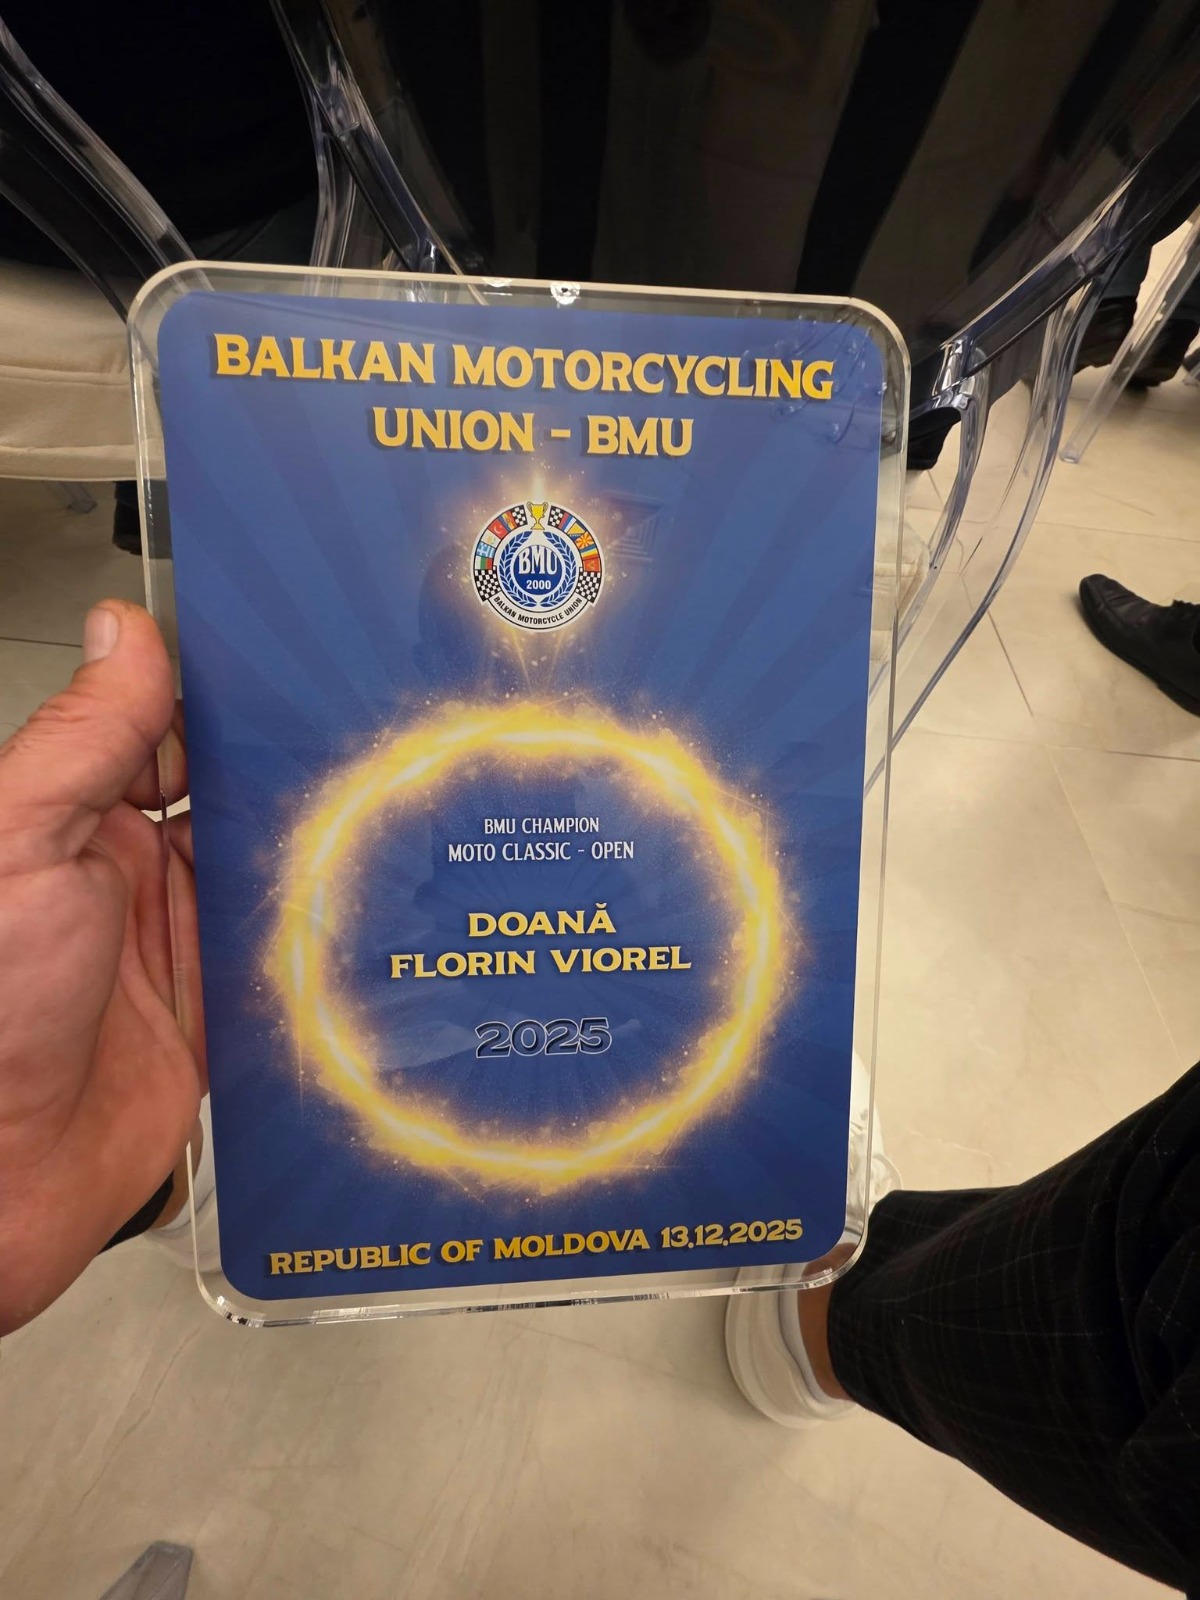 BALKAN MOTORCYCLING
UNION - BMU
BMU
2000
BALKAN MOTORCYCLE UNION
BMU CHAMPION
MOTO CLASSIC - OPEN
DOANĂ
FLORIN VIOREL
2025
REPUBLIC OF MOLDOVA 13.12.2025